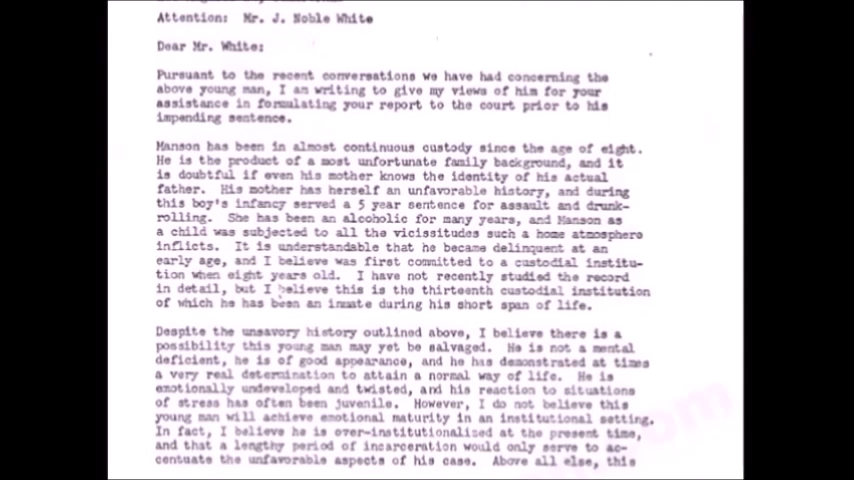 Attention: Mr. J. Noble White
Dear Mr. White:
Pursuant to the recent conversations we have had concerning the
above young man, I am writing to give my views of him for your
assistance in formulating your report to the court prior to his
impending sentence.
Manson has been in almost continuous custody since the age of eight.
He is the product of a most unfortunate family background, and it
is doubtful if even his mother knows the identity of his actual
father. His mother has herself an unfavorable history, and during
this boy's infancy served a 5 year sentence for assault and drunk-
rolling. She has been an alcoholic for many years, and Manson as
a child was subjected to all the vicissitudes such a home atmosphere
inflicts. It is understandable that he became delinquent at an
early age, and I believe was first committed to a custodial institu-
tion when eight years old. I have not recently studied the record
in detail, but I believe this is the thirteenth custodial institution
of which he has been an inmate during his short span of life.
Despite the unsavory history outlined above, I believe there is a
possibility this young man may yet be salvaged. He is not a mental
deficient, he is of good appearance, and he has demonstrated at times
a very real determination to attain a normal way of life. He is
emotionally undeveloped and twisted, and his reaction to situations
of stress has often been juvenile. However, I do not believe this
young man will achieve emotional maturity in an institutional setting.
In fact, I believe he is over-institutionalized at the present time,
and that a lengthy period of incarceration would only serve to ac-
centuate the unfavorable aspects of his case. Above all else, this